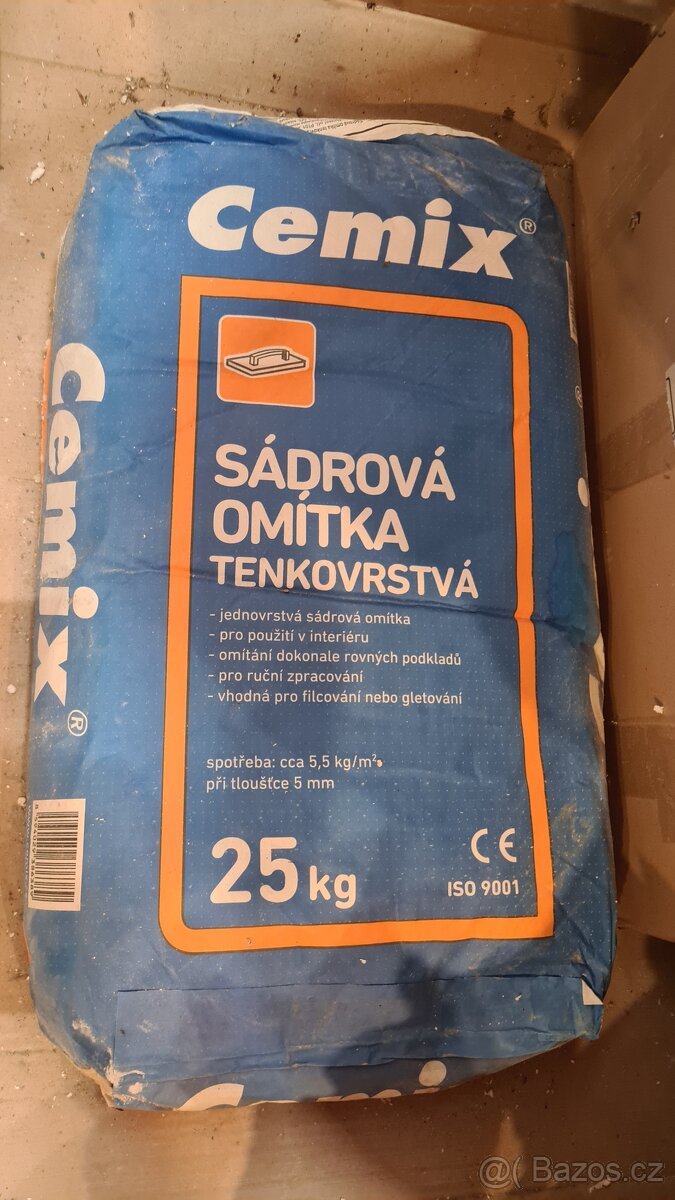 Cemix®
SÁDROVÁ
OMÍTKA
TENKOVRSTVÁ
- jednovrstvá sádrová omítka
- pro použití v interiéru
- omítání dokonale rovných podkladů
- pro ruční zpracování
- vhodná pro filcování nebo gletování
spotřeba: cca 5,5 kg/m²
při tloušťce 5 mm
25 kg
CE
ISO 9001
Cemix®
@( Bazos.cz